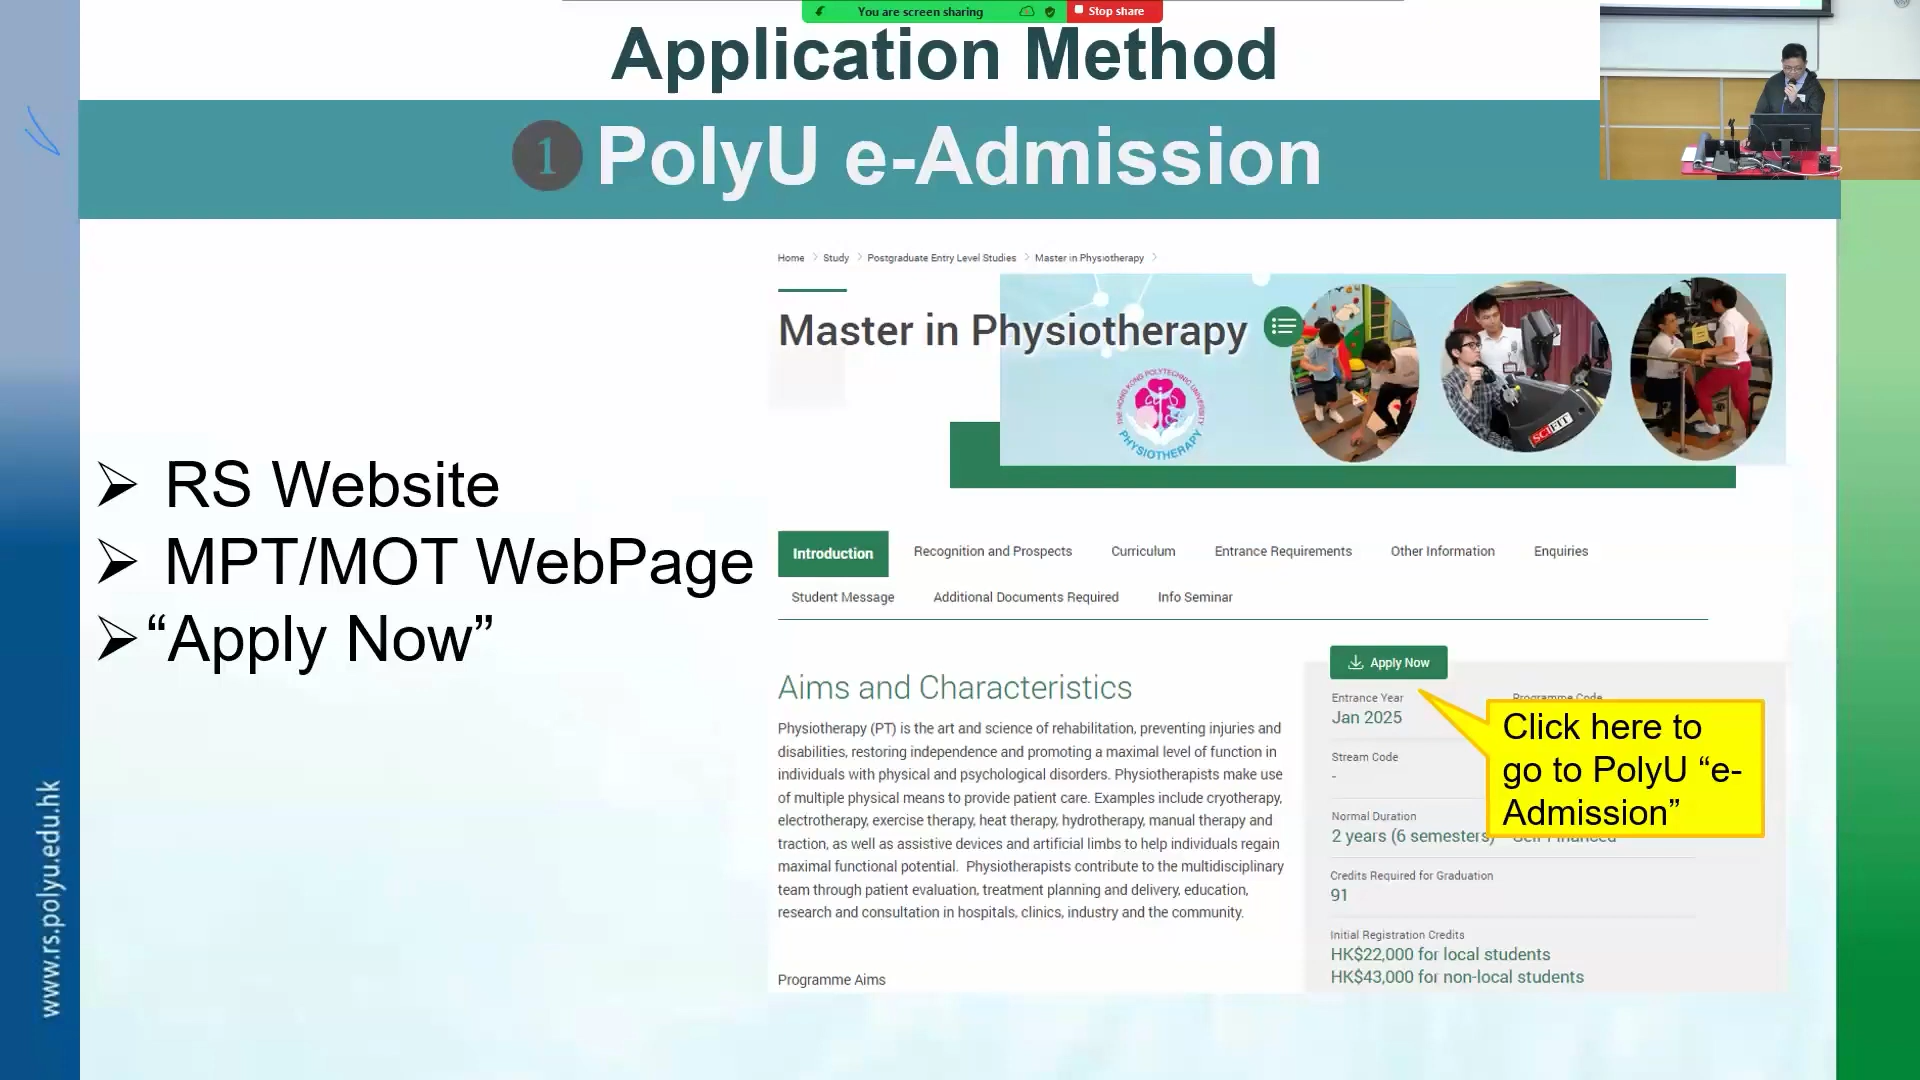 You are screen sharing
Stop share
Application Method
1 PolyU e-Admission
Home > Study > Postgraduate Entry Level Studies > Master in Physiotherapy >
Master in Physiotherapy
THE HONG KONG POLYTECHNIC UNIVERSITY
PHYSIOTHERAPY
SCIFIT
➢ RS Website
➢ MPT/MOT WebPage
➢ “Apply Now”
Introduction Recognition and Prospects Curriculum Entrance Requirements Other Information Enquiries
Student Message Additional Documents Required Info Seminar
Aims and Characteristics
Physiotherapy (PT) is the art and science of rehabilitation, preventing injuries and
disabilities, restoring independence and promoting a maximal level of function in
individuals with physical and psychological disorders. Physiotherapists make use
of multiple physical means to provide patient care. Examples include cryotherapy,
electrotherapy, exercise therapy, heat therapy, hydrotherapy, manual therapy and
traction, as well as assistive devices and artificial limbs to help individuals regain
maximal functional potential. Physiotherapists contribute to the multidisciplinary
team through patient evaluation, treatment planning and delivery, education,
research and consultation in hospitals, clinics, industry and the community.
Programme Aims
Apply Now
Entrance Year
Programme Code
Jan 2025
Click here to
go to PolyU “e-
Admission”
Stream Code
-
Normal Duration
2 years (6 semesters)
Self-Financed
Credits Required for Graduation
91
Initial Registration Credits
HK$22,000 for local students
HK$43,000 for non-local students
www.rs.polyu.edu.hk